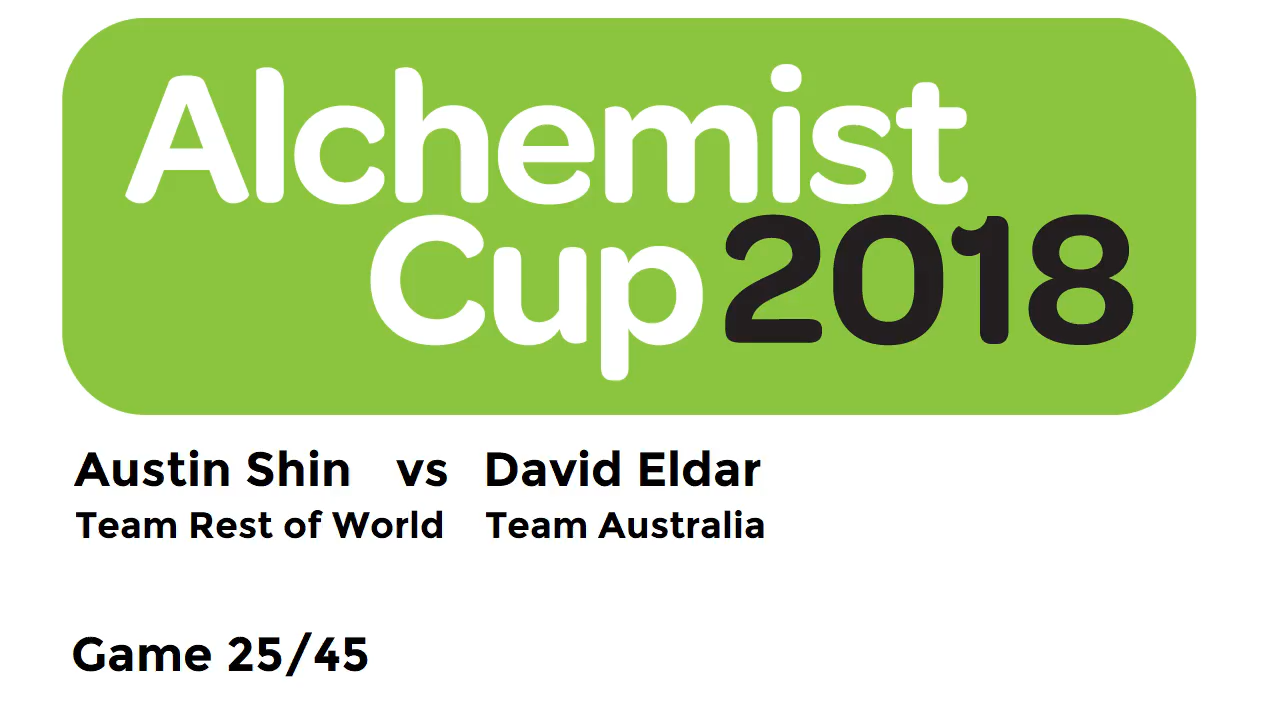 Alchemist
Cup 2018
Austin Shin vs David Eldar
Team Rest of World Team Australia
Game 25/45